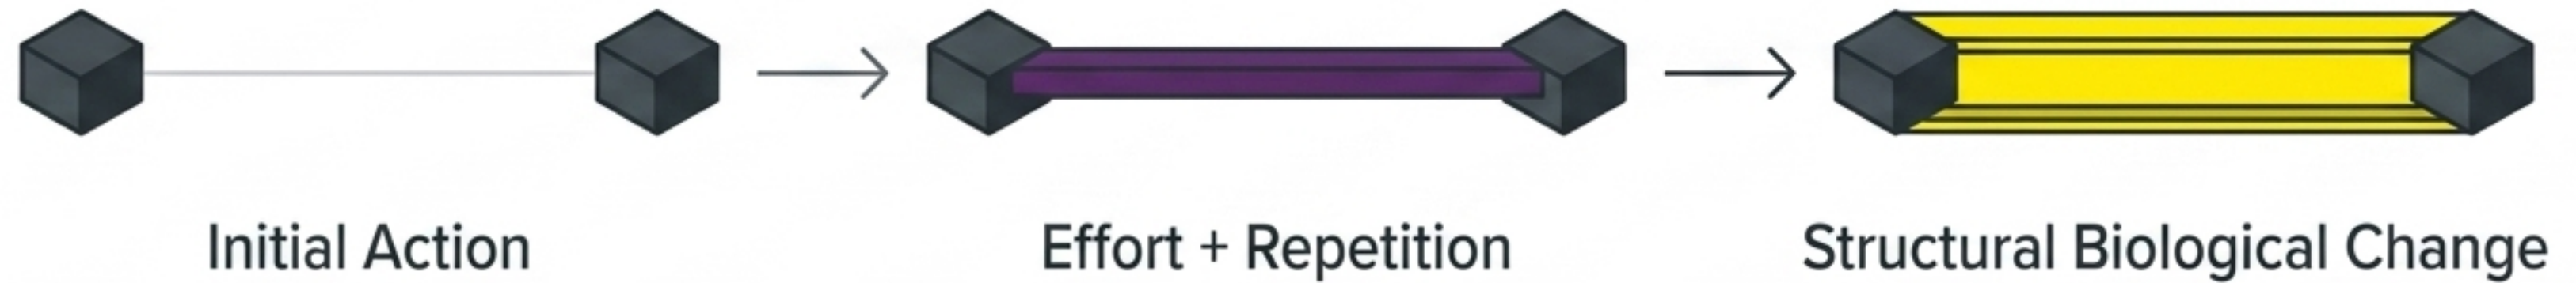 Initial Action
Effort + Repetition
Structural Biological Change